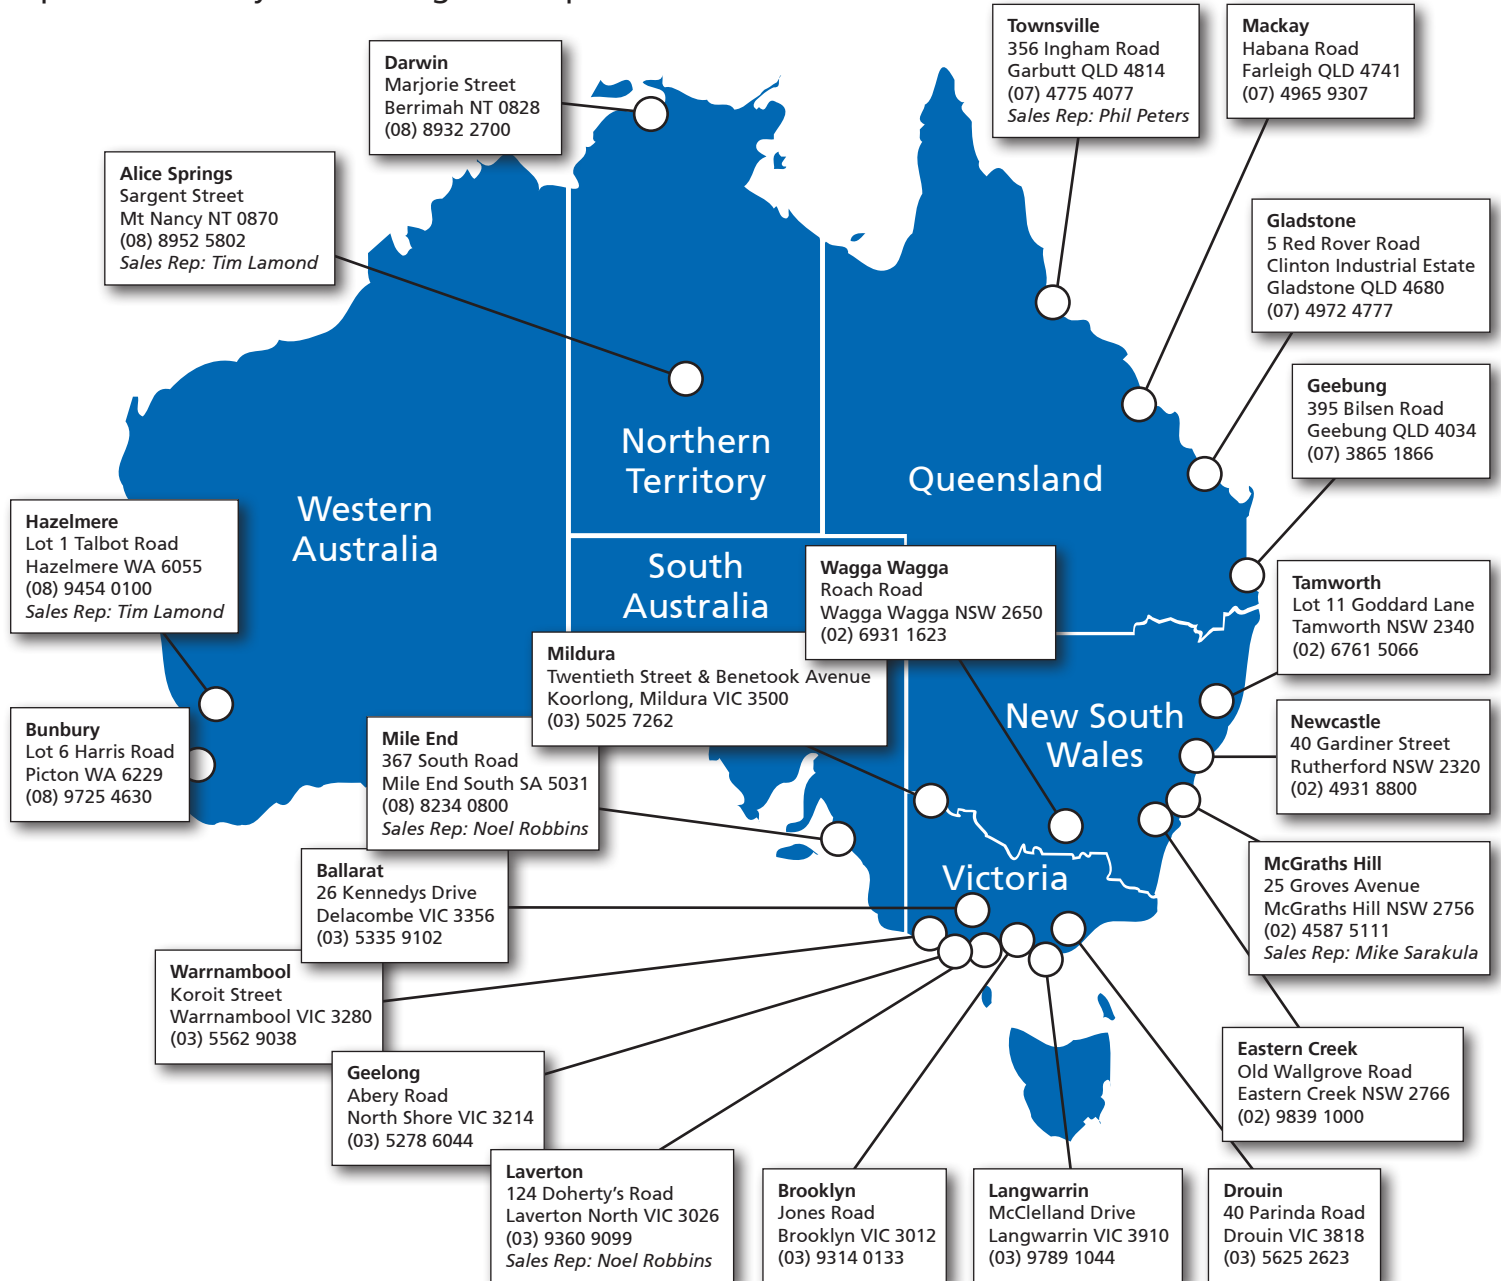 Townsville
356 Ingham Road
Garbutt QLD 4814
(07) 4775 4077
Sales Rep: Phil Peters
Mackay
Habana Road
Farleigh QLD 4741
(07) 4965 9307
Darwin
Marjorie Street
Berrimah NT 0828
(08) 8932 2700
Alice Springs
Sargent Street
Mt Nancy NT 0870
(08) 8952 5802
Sales Rep: Tim Lamond
Gladstone
5 Red Rover Road
Clinton Industrial Estate
Gladstone QLD 4680
(07) 4972 4777
Geebung
395 Bilsen Road
Geebung QLD 4034
(07) 3865 1866
Northern
Territory
Queensland
Western
Australia
South
Australia
Hazelmere
Lot 1 Talbot Road
Hazelmere WA 6055
(08) 9454 0100
Sales Rep: Tim Lamond
Wagga Wagga
Roach Road
Wagga Wagga NSW 2650
(02) 6931 1623
Tamworth
Lot 11 Goddard Lane
Tamworth NSW 2340
(02) 6761 5066
Mildura
Twentieth Street & Benetook Avenue
Koorlong, Mildura VIC 3500
(03) 5025 7262
New South
Wales
Newcastle
40 Gardiner Street
Rutherford NSW 2320
(02) 4931 8800
Bunbury
Lot 6 Harris Road
Picton WA 6229
(08) 9725 4630
Mile End
367 South Road
Mile End South SA 5031
(08) 8234 0800
Sales Rep: Noel Robbins
Victoria
McGraths Hill
25 Groves Avenue
McGraths Hill NSW 2756
(02) 4587 5111
Sales Rep: Mike Sarakula
Ballarat
26 Kennedys Drive
Delacombe VIC 3356
(03) 5335 9102
Warrnambool
Koroit Street
Warrnambool VIC 3280
(03) 5562 9038
Geelong
Abery Road
North Shore VIC 3214
(03) 5278 6044
Eastern Creek
Old Wallgrove Road
Eastern Creek NSW 2766
(02) 9839 1000
Laverton
124 Doherty's Road
Laverton North VIC 3026
(03) 9360 9099
Sales Rep: Noel Robbins
Brooklyn
Jones Road
Brooklyn VIC 3012
(03) 9314 0133
Langwarrin
McClelland Drive
Langwarrin VIC 3910
(03) 9789 1044
Drouin
40 Parinda Road
Drouin VIC 3818
(03) 5625 2623